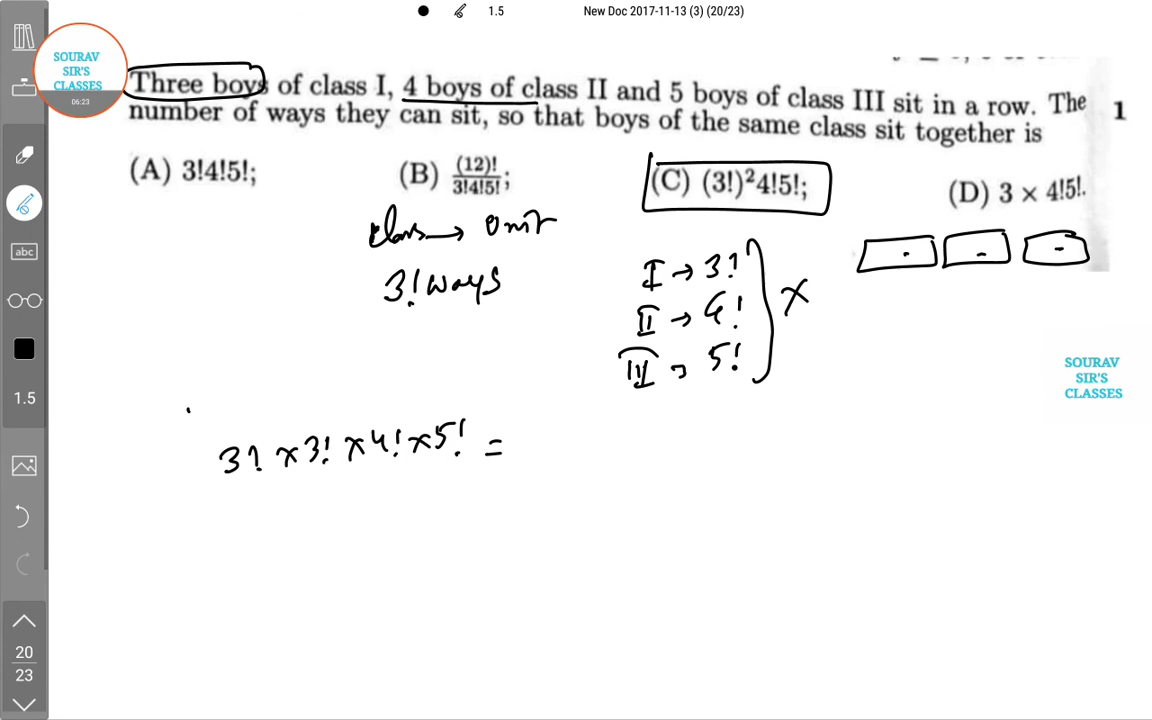 1.5
New Doc 2017-11-13 (3) (20/23)
SOURAV
SIR'S
CLASSES
06:23
Three boys of class I, 4 boys of class II and 5 boys of class III sit in a row. The
number of ways they can sit, so that boys of the same class sit together is
1
(A) 3!4!5!;
(B) (12)!/3!4!5!;
(C) (3!)²4!5!;
(D) 3 × 4!5!.
class → Unit
3! ways
I → 3!
II → 4!
III → 5!
×
3! × 3! × 4! × 5! =
SOURAV
SIR'S
CLASSES
abc
1.5
20
23